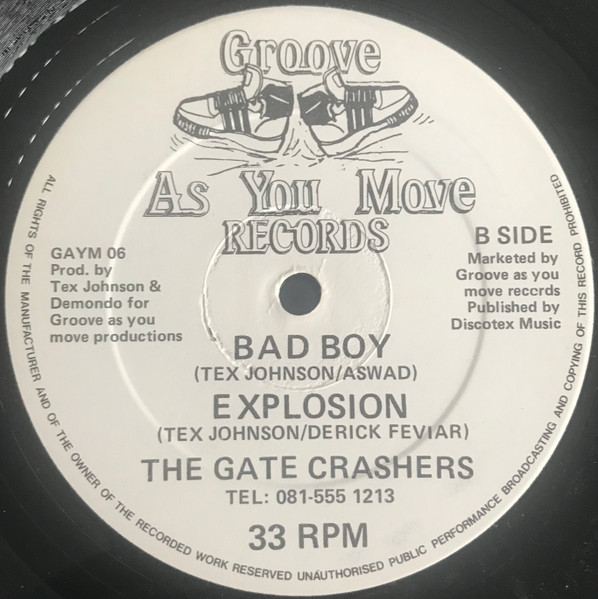 Groove
As You Move
RECORDS
GAYM 06
Prod. by
Tex Johnson &
Demondo for
Groove as you
move productions
B SIDE
Marketed by
Groove as you
move reccrds
Published by
Discotex Music
BAD BOY
(TEX JOHNSON/ASWAD)
EXPLOSION
(TEX JOHNSON/DERICK FEVIAR)
THE GATE CRASHERS
TEL: 081-555 1213
33 RPM
ALL RIGHTS OF THE MANUFACTURER AND OF THE OWNER OF THE RECORDED WORK RESERVED UNAUTHORISED PUBLIC PERFORMANCE BROADCASTING AND COPYING OF THIS RECORD PROHIBITED